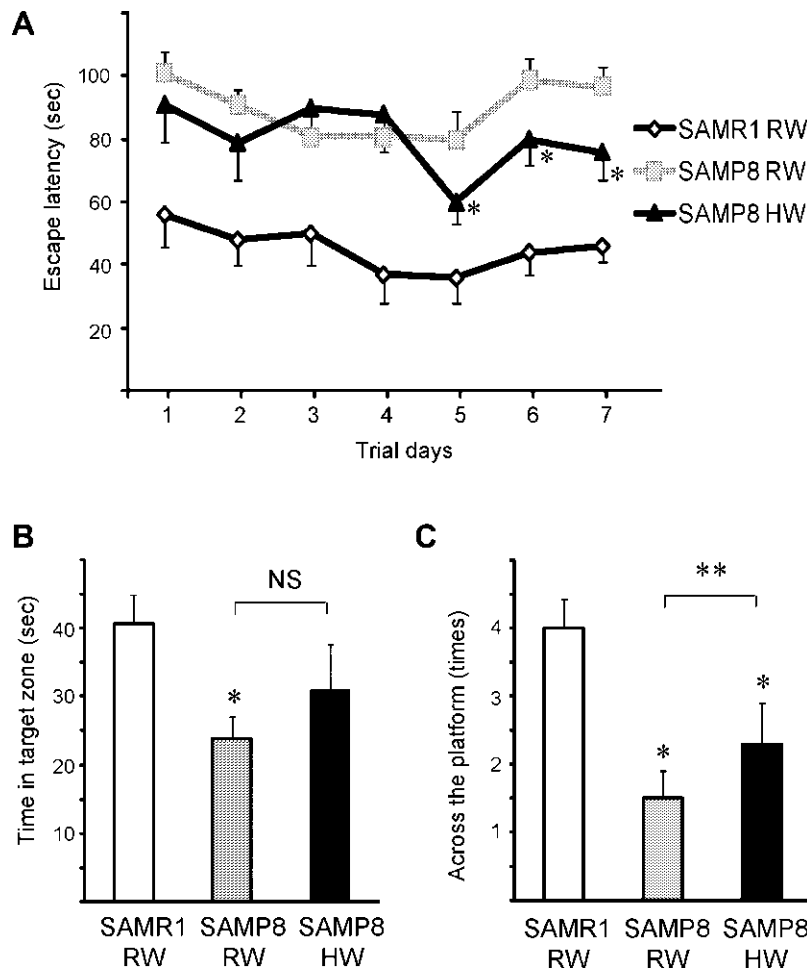 A
Escape latency (sec)
100
80
60
40
20
1 2 3 4 5 6 7
Trial days
* * *
SAMR1 RW
SAMP8 RW
SAMP8 HW
B
Time in target zone (sec)
40
30
20
10
NS
*
SAMR1 SAMP8 SAMP8
RW RW HW
C
Across the platform (times)
4
3
2
1
**
*
*
SAMR1 SAMP8 SAMP8
RW RW HW